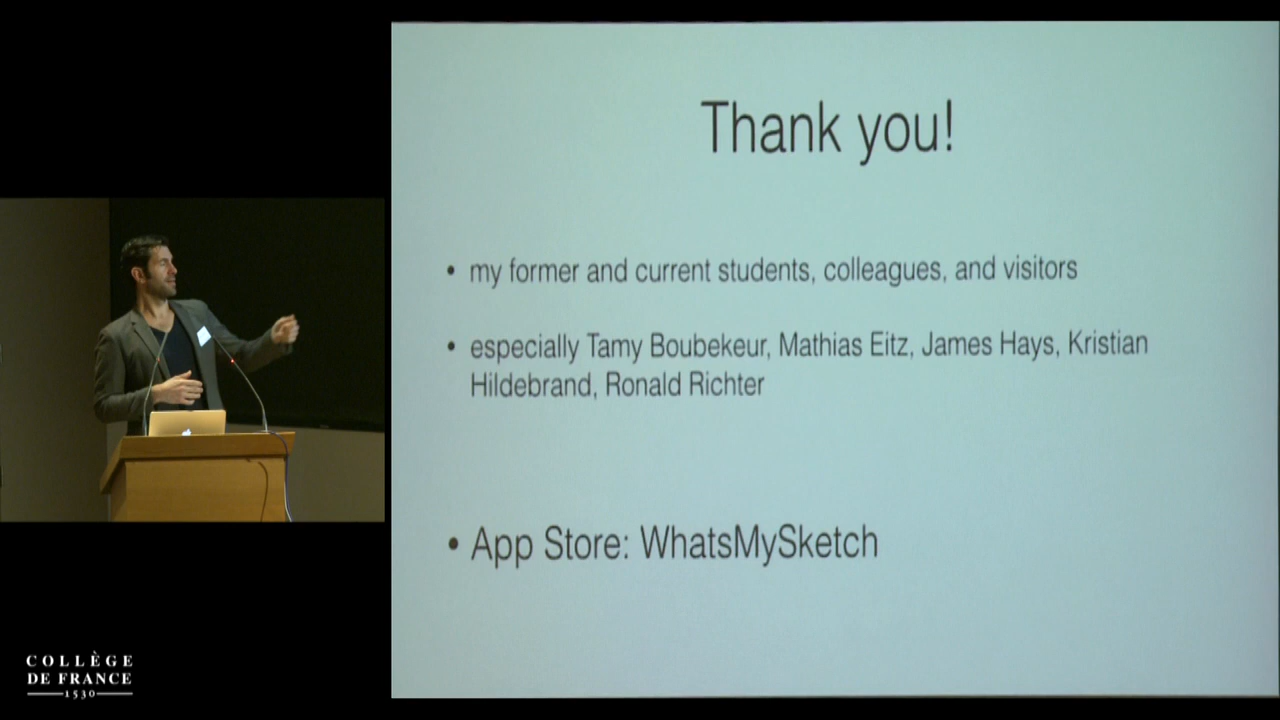 Thank you!
• my former and current students, colleagues, and visitors
• especially Tamy Boubekeur, Mathias Eitz, James Hays, Kristian
Hildebrand, Ronald Richter
• App Store: WhatsMySketch
COLLÈGE
DE FRANCE
1530